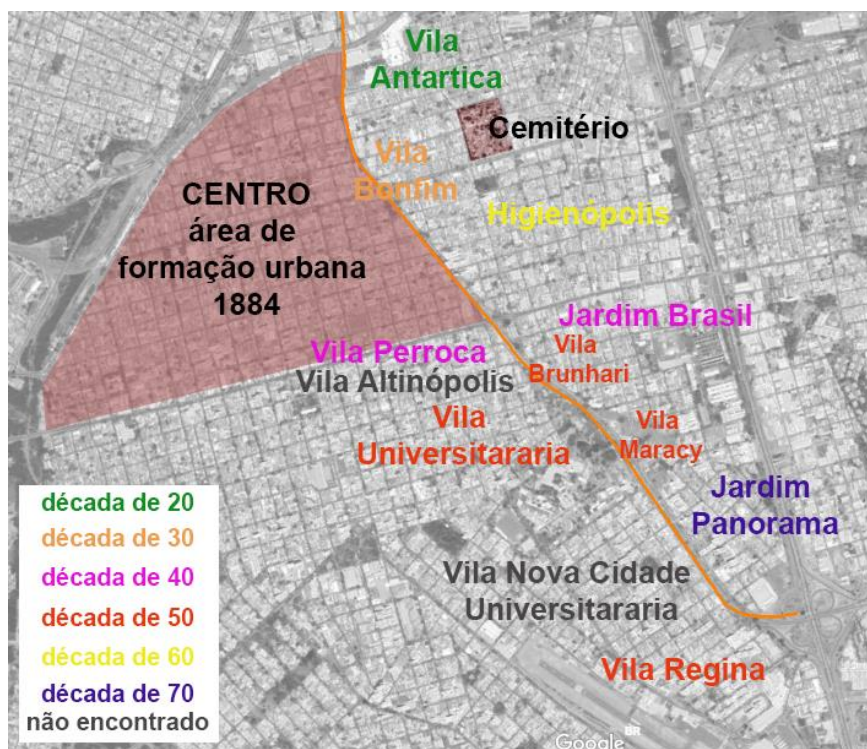 Vila
Antartica
Cemitério
Vila
Bonfim
CENTRO
área de
formação urbana
1884
Higienópolis
Jardim Brasil
Vila Perroca
Vila
Brunhari
Vila Altinópolis
Vila
Universitararia
Vila
Maracy
Jardim
Panorama
Vila Nova Cidade
Universitararia
Vila Regina
década de 20
década de 30
década de 40
década de 50
década de 60
década de 70
não encontrado
Google
BR